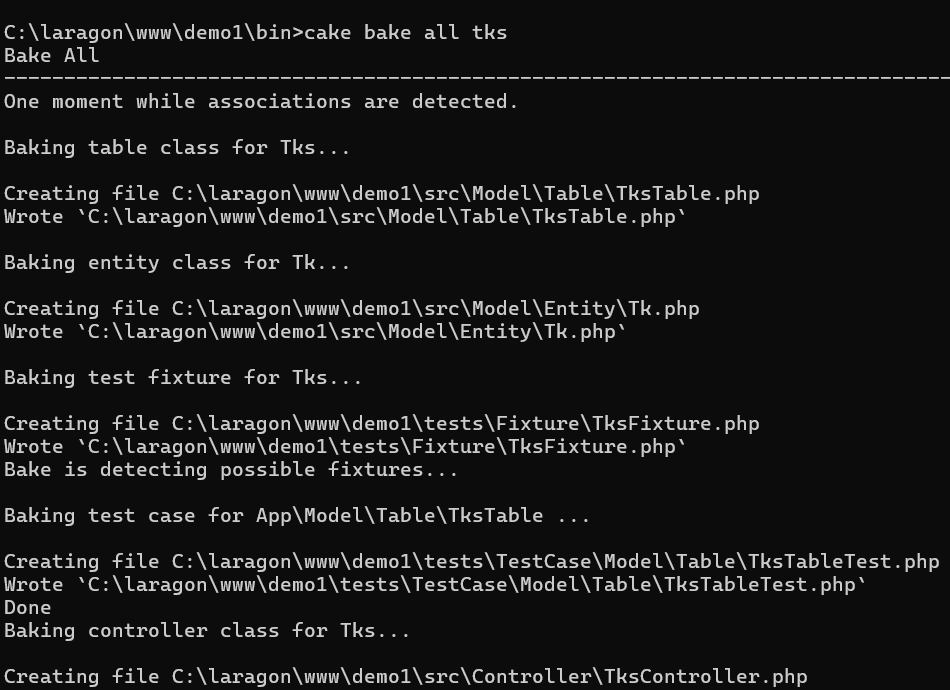 C:\laragon\www\demo1\bin>cake bake all tks
Bake All
-------------------------------------------------------------------------------
One moment while associations are detected.
Baking table class for Tks...
Creating file C:\laragon\www\demo1\src\Model\Table\TksTable.php
Wrote `C:\laragon\www\demo1\src\Model\Table\TksTable.php`
Baking entity class for Tk...
Creating file C:\laragon\www\demo1\src\Model\Entity\Tk.php
Wrote `C:\laragon\www\demo1\src\Model\Entity\Tk.php`
Baking test fixture for Tks...
Creating file C:\laragon\www\demo1\tests\Fixture\TksFixture.php
Wrote `C:\laragon\www\demo1\tests\Fixture\TksFixture.php`
Bake is detecting possible fixtures...
Baking test case for App\Model\Table\TksTable ...
Creating file C:\laragon\www\demo1\tests\TestCase\Model\Table\TksTableTest.php
Wrote `C:\laragon\www\demo1\tests\TestCase\Model\Table\TksTableTest.php`
Done
Baking controller class for Tks...
Creating file C:\laragon\www\demo1\src\Controller\TksController.php